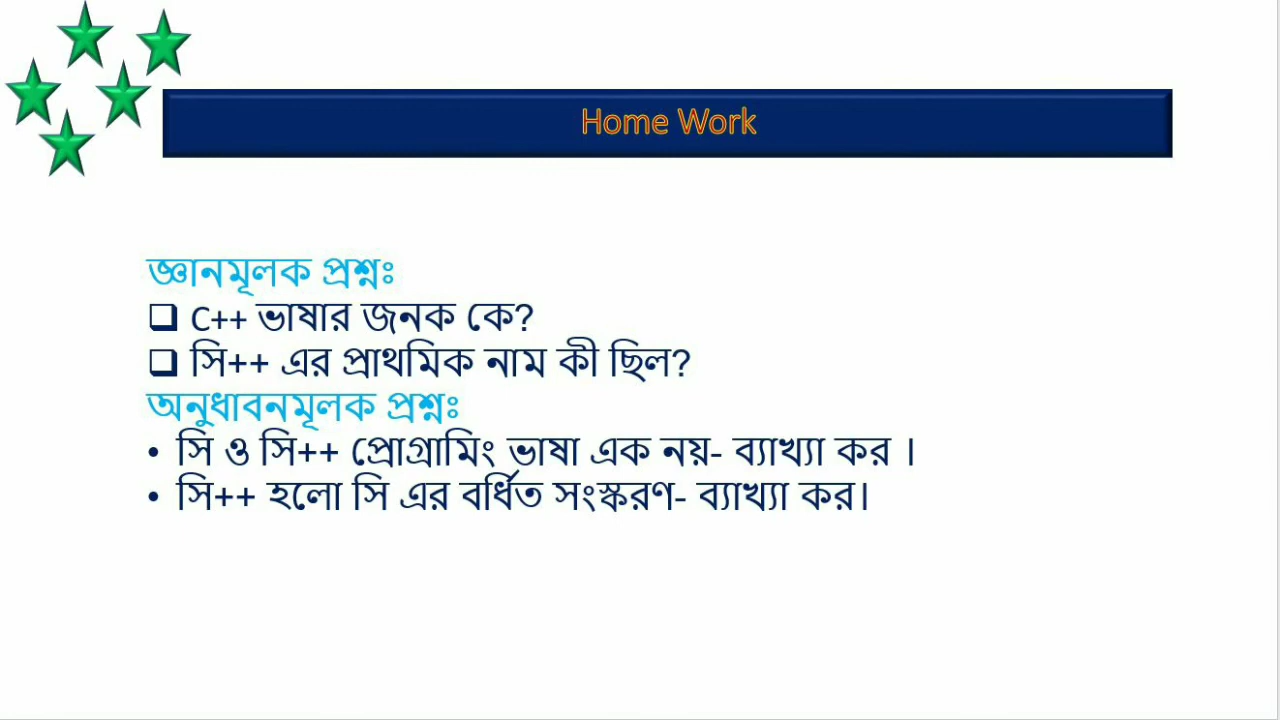 Home Work
জ্ঞানমূলক প্রশ্নঃ
C++ ভাষার জনক কে?
সি++ এর প্রাথমিক নাম কী ছিল?
অনুধাবনমূলক প্রশ্নঃ
• সি ও সি++ প্রোগ্রামিং ভাষা এক নয়- ব্যাখ্যা কর ।
• সি++ হলো সি এর বর্ধিত সংস্করণ- ব্যাখ্যা কর।